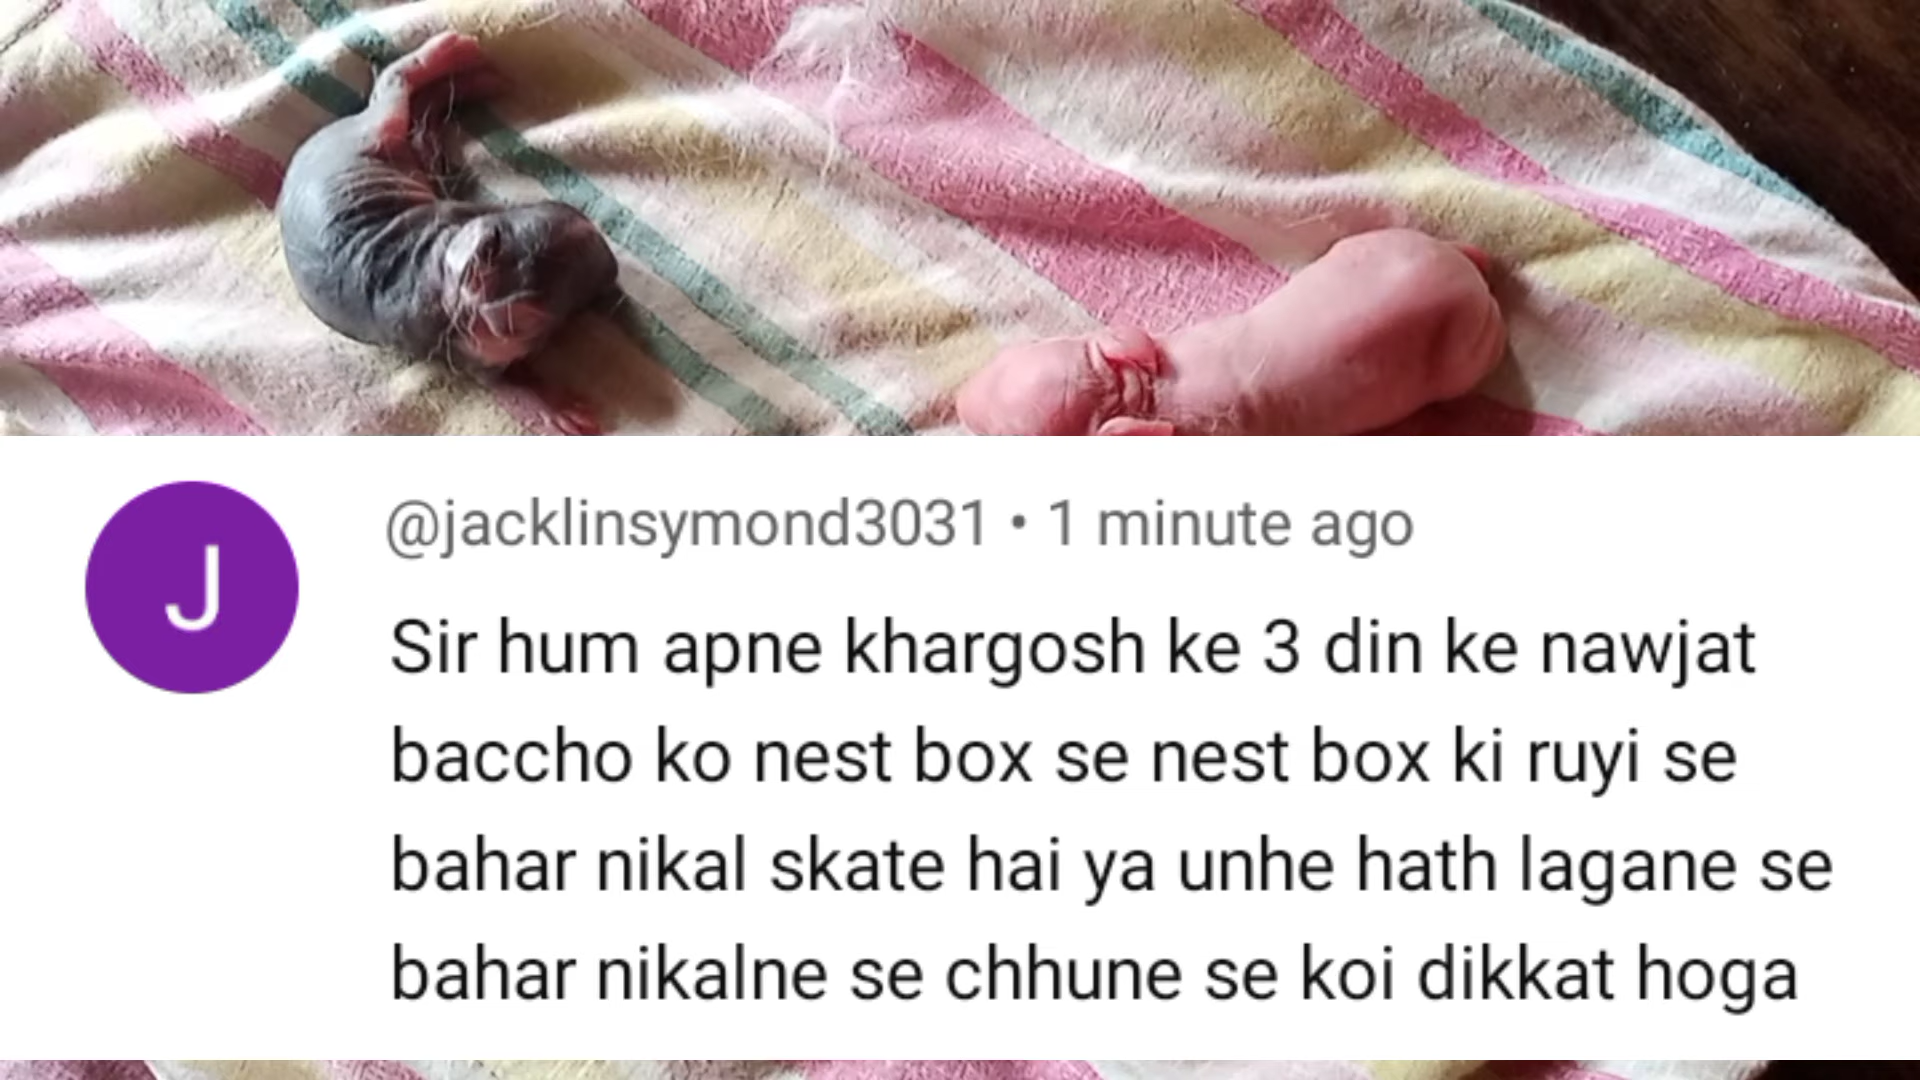 J
@jacklinsymond3031 • 1 minute ago
Sir hum apne khargosh ke 3 din ke nawjat
baccho ko nest box se nest box ki ruyi se
bahar nikal skate hai ya unhe hath lagane se
bahar nikalne se chhune se koi dikkat hoga